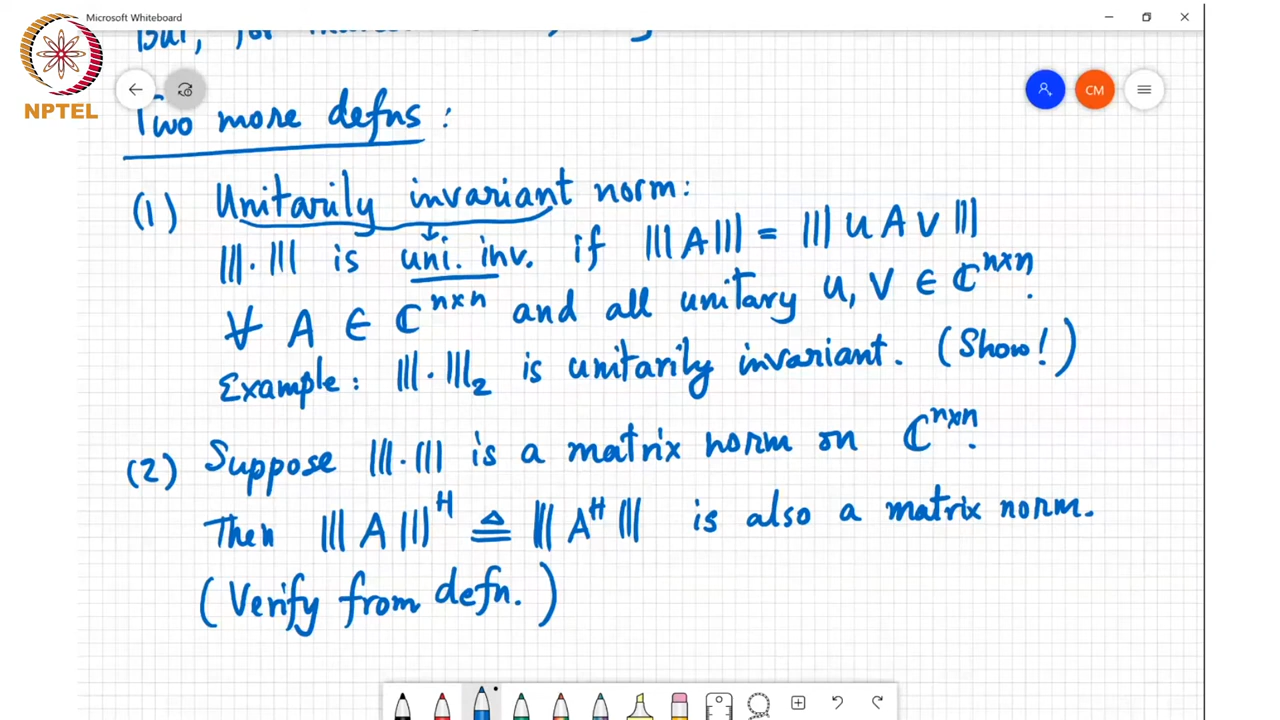 Microsoft Whiteboard
NPTEL
CM
Two more defns :
(1) Unitarily invariant norm:
|||·||| is uni. inv. if |||A||| = ||| U A V |||
∀ A ∈ ℂ^{n×n} and all unitary U, V ∈ ℂ^{n×n}.
Example: |||·|||₂ is unitarily invariant. (Show!)
(2) Suppose |||·||| is a matrix norm on ℂ^{n×n}.
Then ||| A |||^H ≜ ||| A^H ||| is also a matrix norm.
(Verify from defn.)